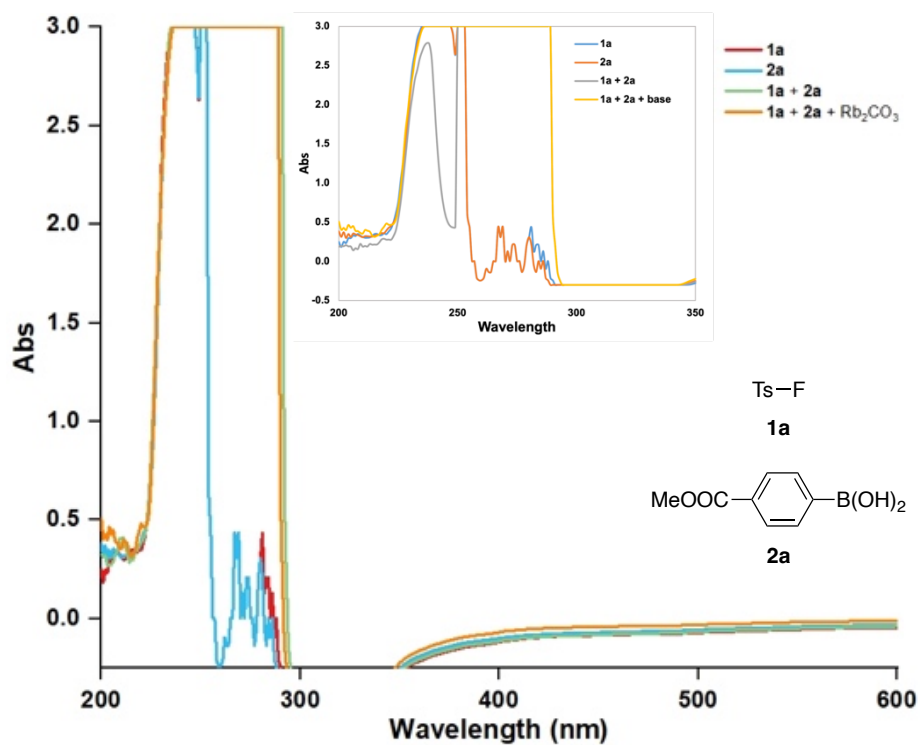 3.0
2.5
2.0
1.5
1.0
0.5
0.0
Abs
200
300
400
500
600
Wavelength (nm)
3.0
2.5
2.0
1.5
1.0
0.5
0.0
-0.5
Abs
200
250
300
350
Wavelength
1a
2a
1a + 2a
1a + 2a + base
1a
2a
1a + 2a
1a + 2a + Rb₂CO₃
Ts–F
1a
MeOOC
B(OH)₂
2a